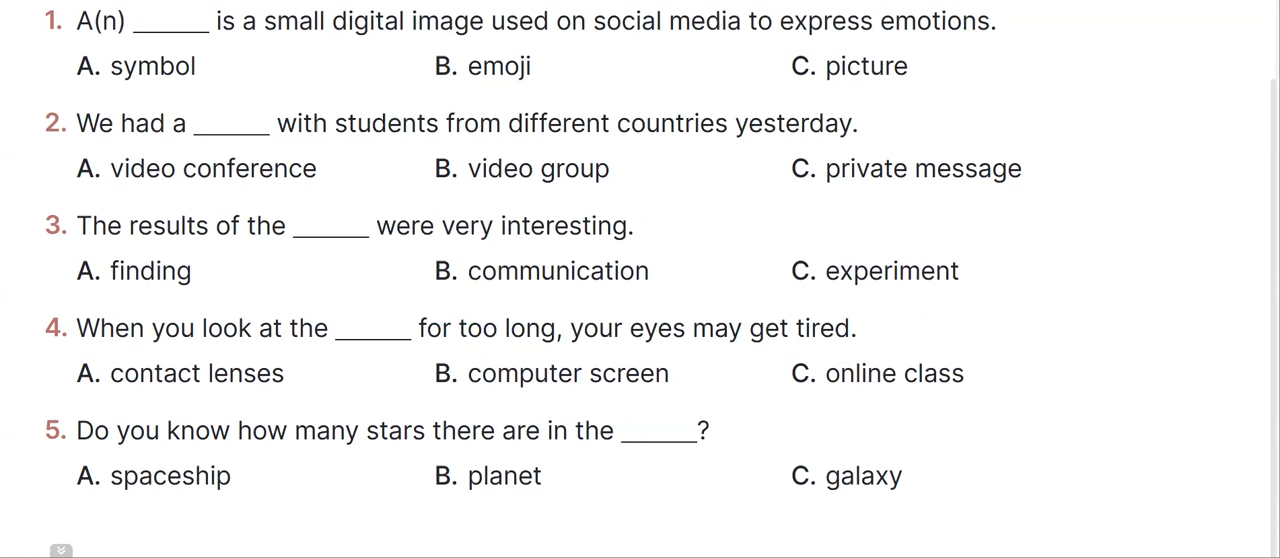 1. A(n) ______ is a small digital image used on social media to express emotions.
A. symbol B. emoji C. picture
2. We had a ______ with students from different countries yesterday.
A. video conference B. video group C. private message
3. The results of the ______ were very interesting.
A. finding B. communication C. experiment
4. When you look at the ______ for too long, your eyes may get tired.
A. contact lenses B. computer screen C. online class
5. Do you know how many stars there are in the ______?
A. spaceship B. planet C. galaxy